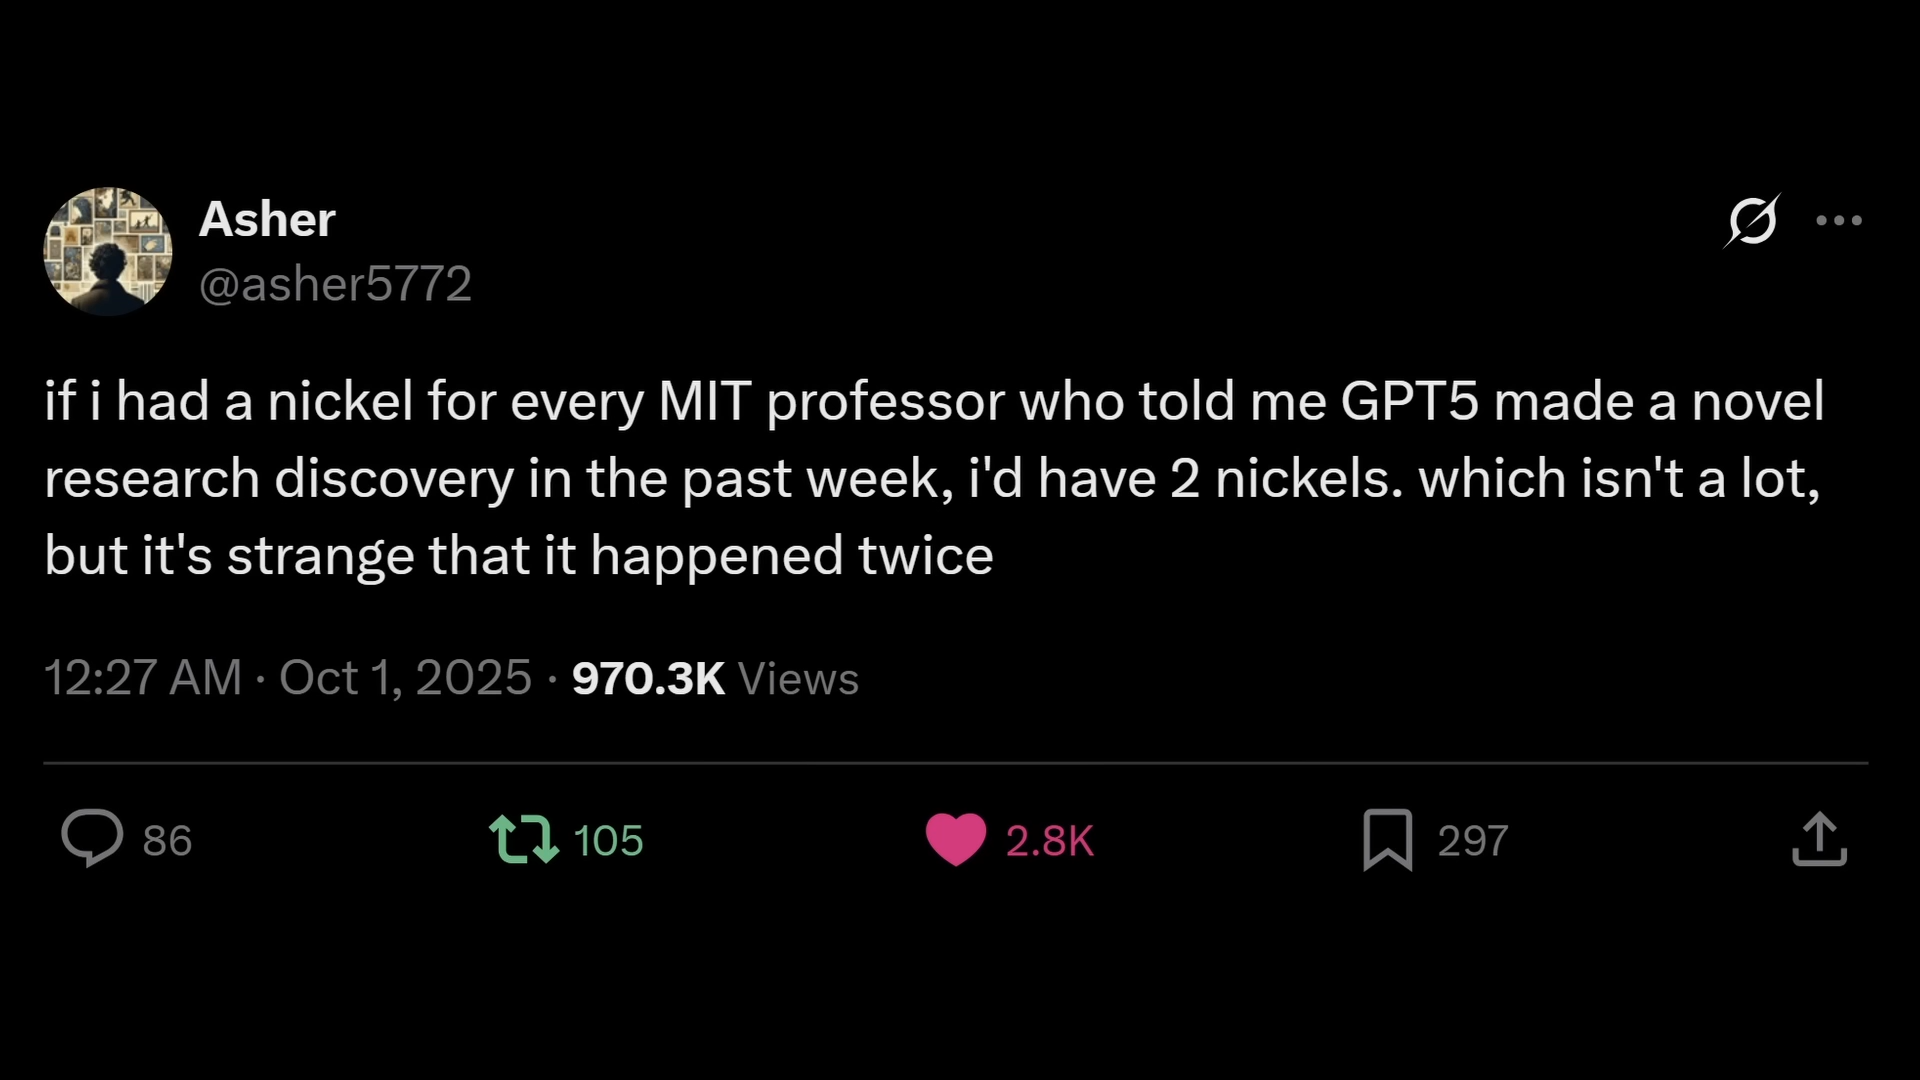 Asher
@asher5772
if i had a nickel for every MIT professor who told me GPT5 made a novel
research discovery in the past week, i'd have 2 nickels. which isn't a lot,
but it's strange that it happened twice
12:27 AM · Oct 1, 2025 · 970.3K Views
86 105 2.8K 297